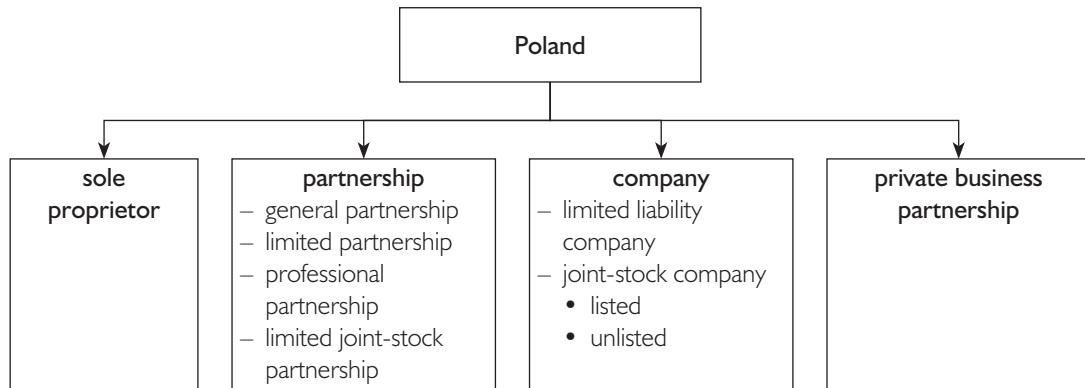 Poland
sole
proprietor
partnership
– general partnership
– limited partnership
– professional
partnership
– limited joint-stock
partnership
company
– limited liability
company
– joint-stock company
• listed
• unlisted
private business
partnership